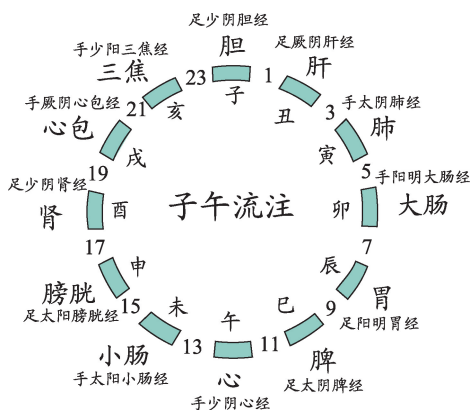 足少阴胆经
胆
23
子
1
足厥阴肝经
肝
丑
3
手太阴肺经
肺
寅
5
手阳明大肠经
大肠
卯
7
辰
胃
足阳明胃经
9
巳
脾
足太阴脾经
11
午
心
手少阴心经
13
未
小肠
手太阳小肠经
15
申
膀胱
足太阳膀胱经
17
酉
肾
足少阴肾经
19
戌
心包
手厥阴心包经
21
亥
三焦
手少阳三焦经
子午流注